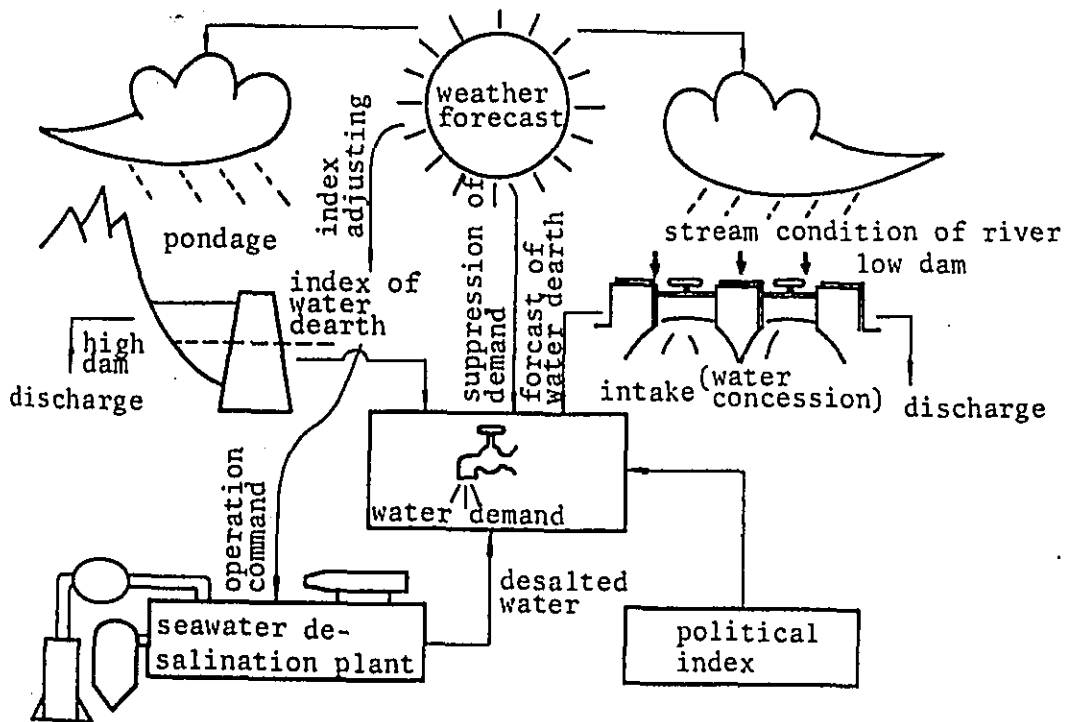 weather
forecast
index
adjusting
pondage
stream condition of river
low dam
index of
water
dearth
suppression of
demand
forcast of
water dearth
high
dam
discharge
intake (water
concession)
discharge
water demand
operation
command
desalted
water
seawater de-
salination plant
political
index